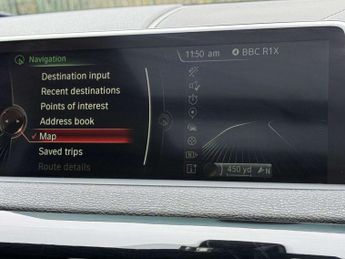 Navigation
11:50 am
BBC R1X
Destination input
Recent destinations
Points of interest
Address book
Map
Saved trips
Route details
450 yd
N